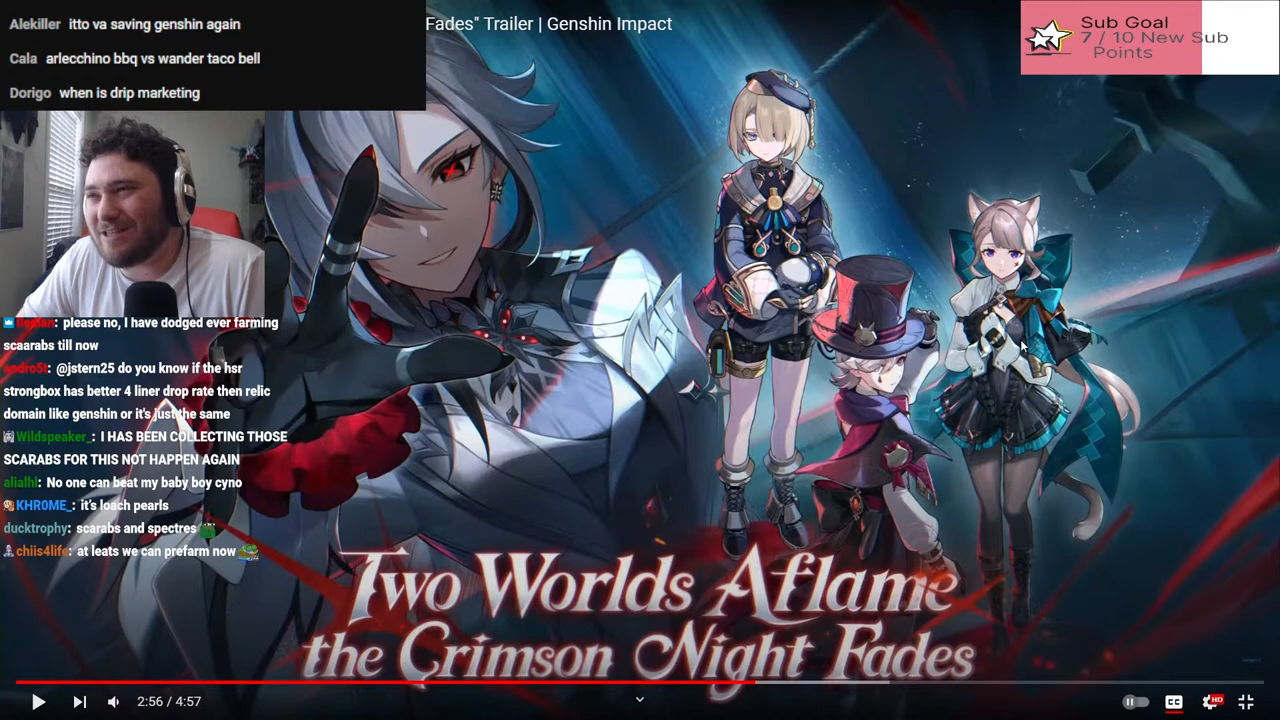 Alekiller itto va saving genshin again
Cala arlecchino bbq vs wander taco bell
Dorigo when is drip marketing
Fades" Trailer | Genshin Impact
Sub Goal
7 / 10 New Sub
Points
please no, I have dodged ever farming
scaarabs till now
andro5t: @jstern25 do you know if the hsr
strongbox has better 4 liner drop rate then relic
domain like genshin or it's just the same
Wildspeaker_: I HAS BEEN COLLECTING THOSE
SCARABS FOR THIS NOT HAPPEN AGAIN
alialhl: No one can beat my baby boy cyno
KHR0ME_: it's loach pearls
ducktrophy: scarabs and spectres
chiis4life: at leats we can prefarm now
Two Worlds Aflame
the Crimson Night Fades
2:56 / 4:57
CC
HD